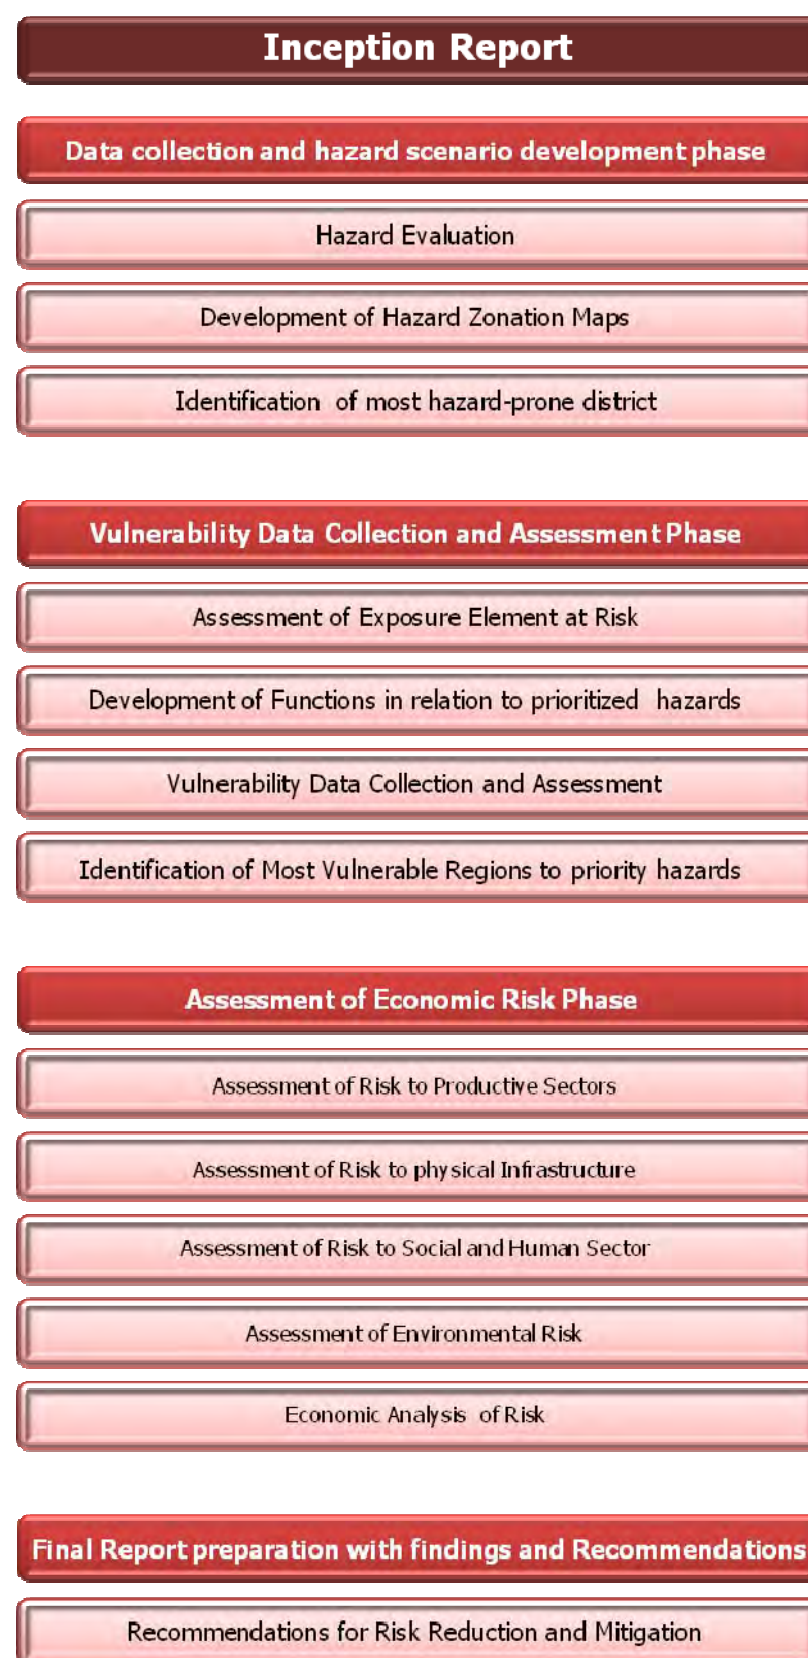 Inception Report
Data collection and hazard scenario development phase
Hazard Evaluation
Development of Hazard Zonation Maps
Identification of most hazard-prone district
Vulnerability Data Collection and Assessment Phase
Assessment of Exposure Element at Risk
Development of Functions in relation to prioritized hazards
Vulnerability Data Collection and Assessment
Identification of Most Vulnerable Regions to priority hazards
Assessment of Economic Risk Phase
Assessment of Risk to Productive Sectors
Assessment of Risk to physical Infrastructure
Assessment of Risk to Social and Human Sector
Assessment of Environmental Risk
Economic Analysis of Risk
Final Report preparation with findings and Recommendations
Recommendations for Risk Reduction and Mitigation